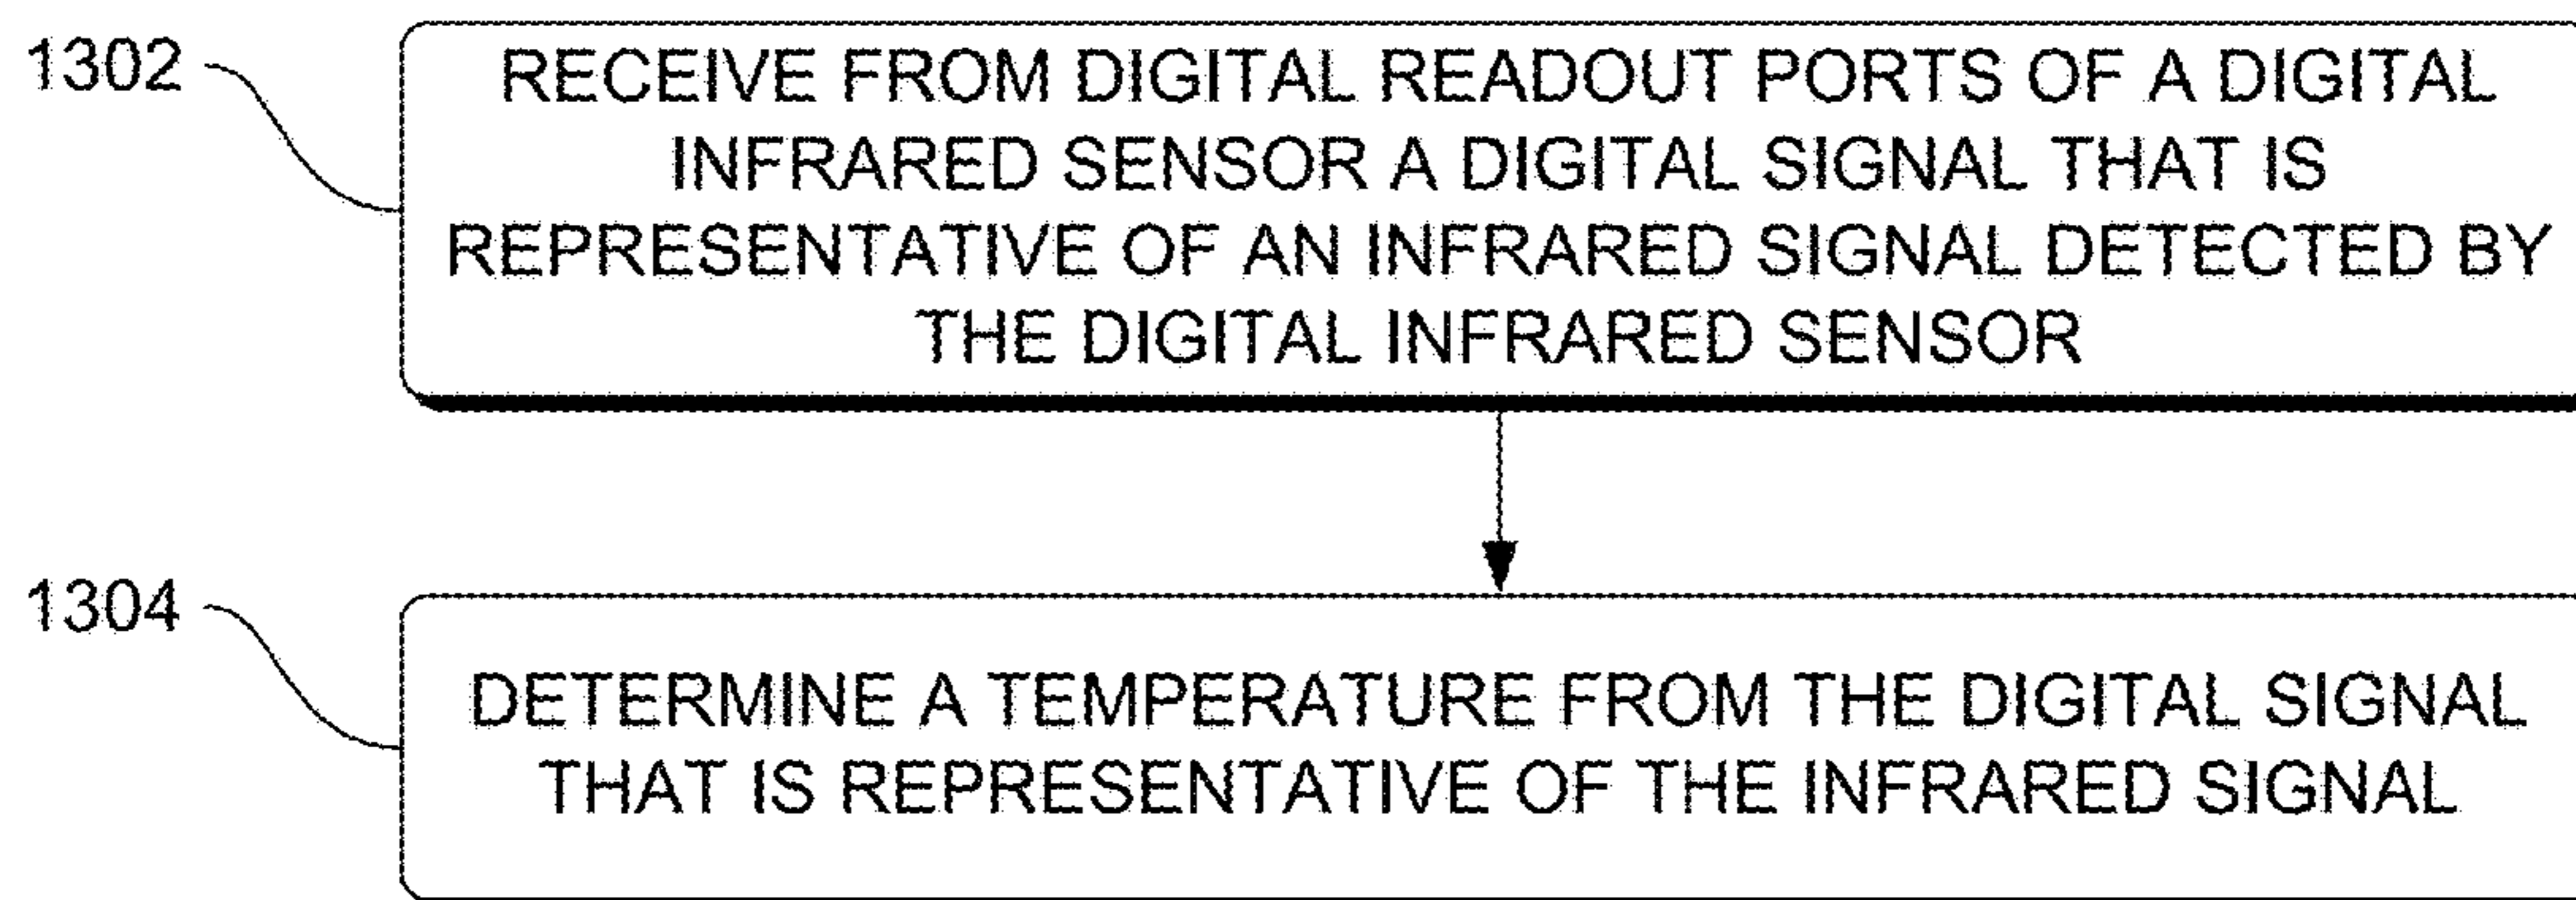 1302
RECEIVE FROM DIGITAL READOUT PORTS OF A DIGITAL
INFRARED SENSOR A DIGITAL SIGNAL THAT IS
REPRESENTATIVE OF AN INFRARED SIGNAL DETECTED BY
THE DIGITAL INFRARED SENSOR
1304
DETERMINE A TEMPERATURE FROM THE DIGITAL SIGNAL
THAT IS REPRESENTATIVE OF THE INFRARED SIGNAL